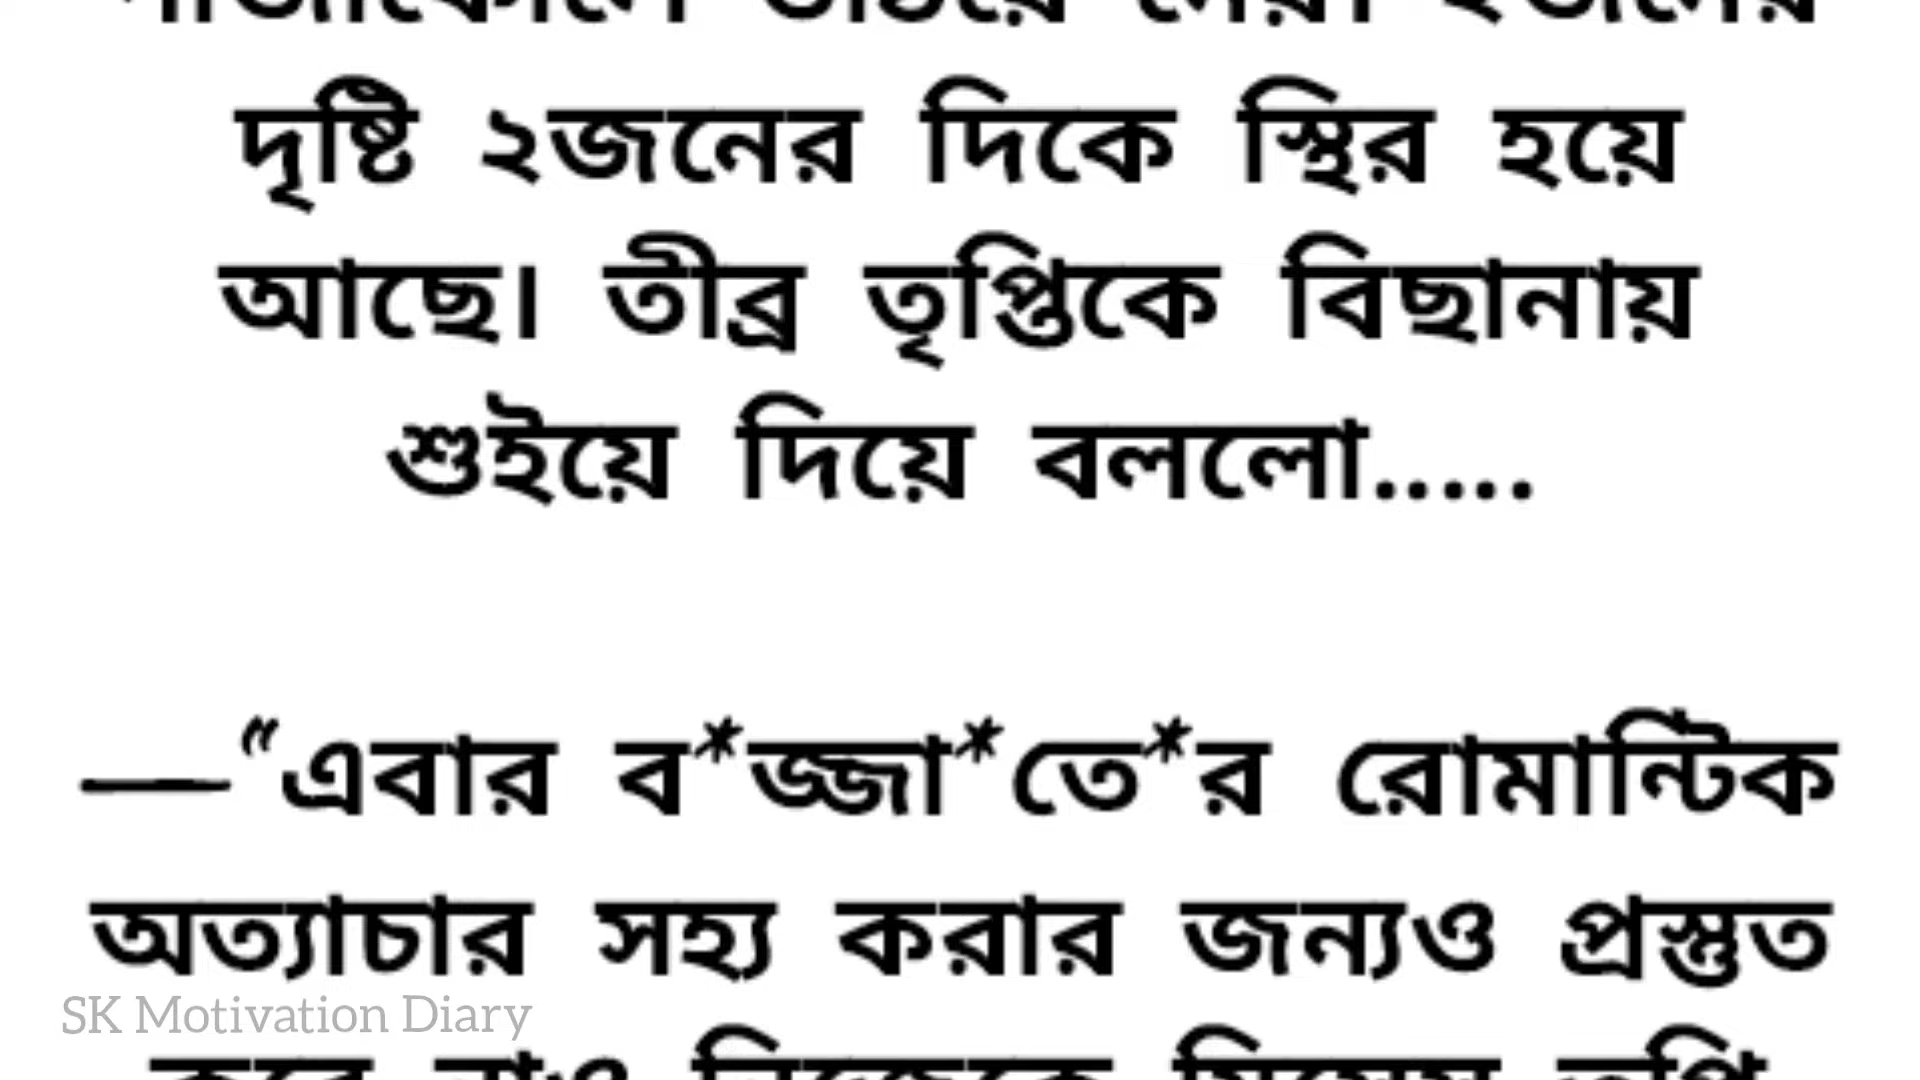 দৃষ্টি ২জনের দিকে স্থির হয়ে
আছে। তীব্র তৃপ্তিকে বিছানায়
শুইয়ে দিয়ে বললো.....
—“এবার ব*জ্জা*তে*র রোমান্টিক
অত্যাচার সহ্য করার জন্যও প্রস্তুত
SK Motivation Diary